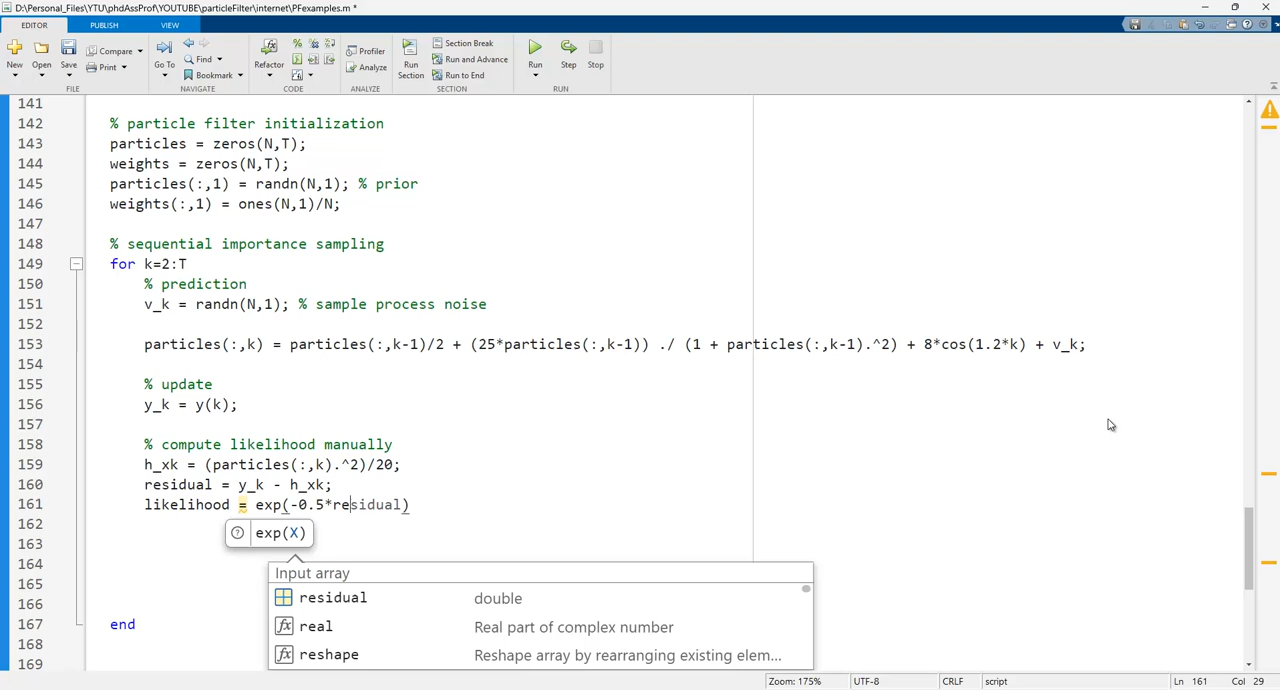 D:\Personal_Files\YTU\phdAssProf\YOUTUBE\particleFilter\internet\PFexamples.m *
EDITOR PUBLISH VIEW
New Open Save Compare Print Go To Find Bookmark Refactor Profiler Analyze Run Section Section Break Run and Advance Run to End Run Step Stop
FILE NAVIGATE CODE ANALYZE SECTION RUN
141
142 % particle filter initialization
143 particles = zeros(N,T);
144 weights = zeros(N,T);
145 particles(:,1) = randn(N,1); % prior
146 weights(:,1) = ones(N,1)/N;
147
148 % sequential importance sampling
149 for k=2:T
150 % prediction
151 v_k = randn(N,1); % sample process noise
152
153 particles(:,k) = particles(:,k-1)/2 + (25*particles(:,k-1)) ./ (1 + particles(:,k-1).^2) + 8*cos(1.2*k) + v_k;
154
155 % update
156 y_k = y(k);
157
158 % compute likelihood manually
159 h_xk = (particles(:,k).^2)/20;
160 residual = y_k - h_xk;
161 likelihood = exp(-0.5*residual)
162 exp(X)
163
164 Input array
165 residual double
166 real Real part of complex number
167 end reshape Reshape array by rearranging existing elem...
168
169
Zoom: 175% UTF-8 CRLF script Ln 161 Col 29